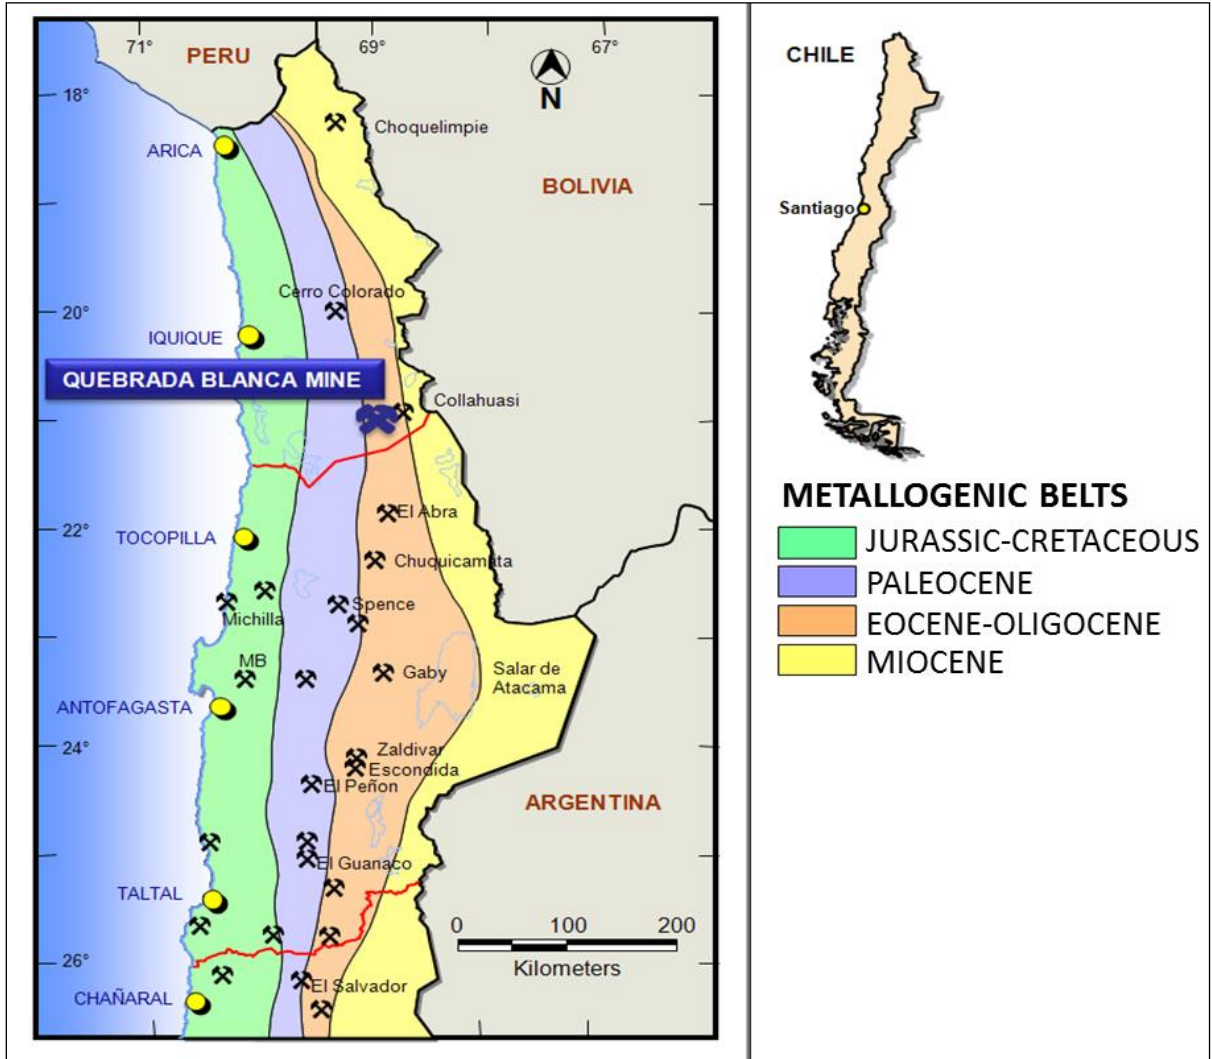 71°
69°
67°
PERU
N
18°
Choquelimpie
ARICA
BOLIVIA
Cerro Colorado
20°
IQUIQUE
QUEBRADA BLANCA MINE
Collahuasi
El Abra
22°
TOCOPILLA
Chuquicamata
Spence
Michilla
MB
Gaby
Salar de
Atacama
ANTOFAGASTA
24°
Zaldivar
Escondida
El Peñon
ARGENTINA
El Guanaco
TALTAL
0 100 200
Kilometers
26°
El Salvador
CHAÑARAL
CHILE
Santiago
METALLOGENIC BELTS
JURASSIC-CRETACEOUS
PALEOCENE
EOCENE-OLIGOCENE
MIOCENE